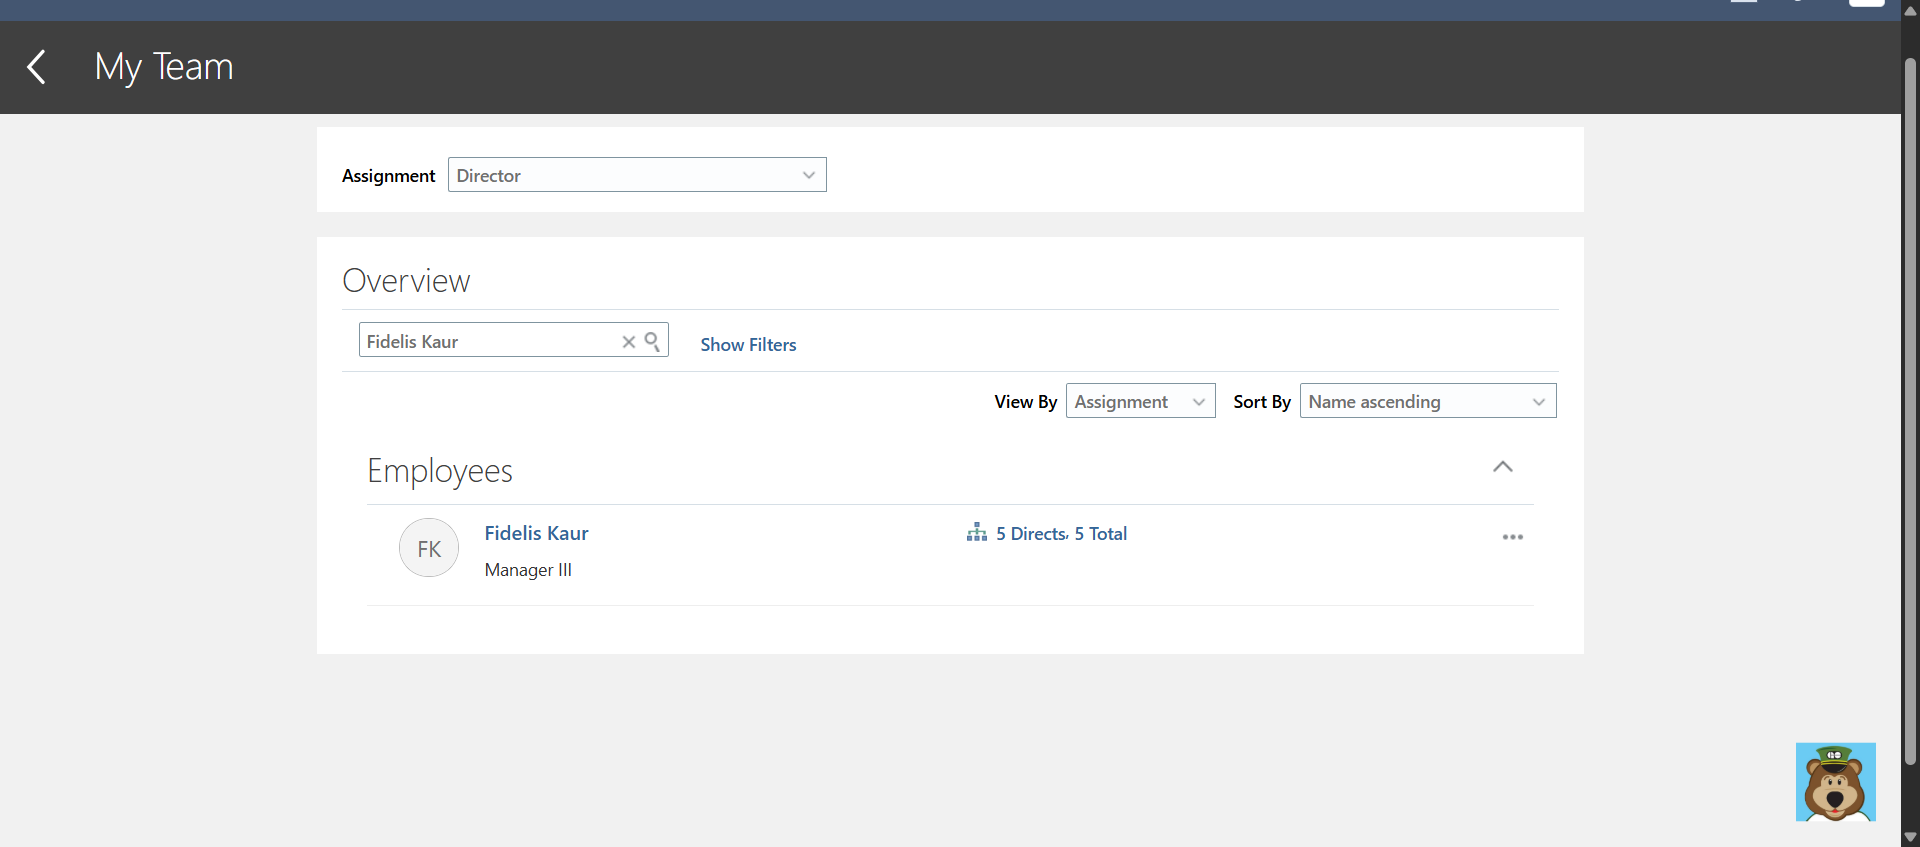 My Team
Assignment Director
Overview
Fidelis Kaur Show Filters
View By Assignment Sort By Name ascending
Employees
FK Fidelis Kaur 5 Directs, 5 Total
Manager III